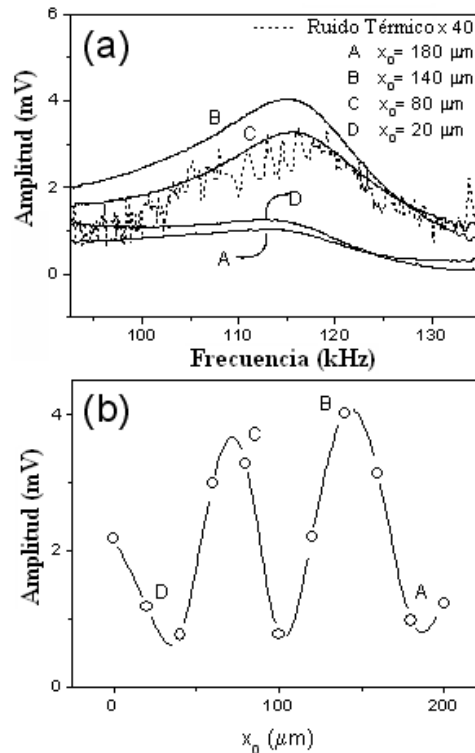 (a)
Ruido Térmico x 40
A x₀= 180 μm
B x₀= 140 μm
C x₀= 80 μm
D x₀= 20 μm
B
C
D
A
Amplitud (mV)
6
4
2
0
100 110 120 130
Frecuencia (kHz)
(b)
B
C
D
A
Amplitud (mV)
4
2
0
0 100 200
x₀ (μm)